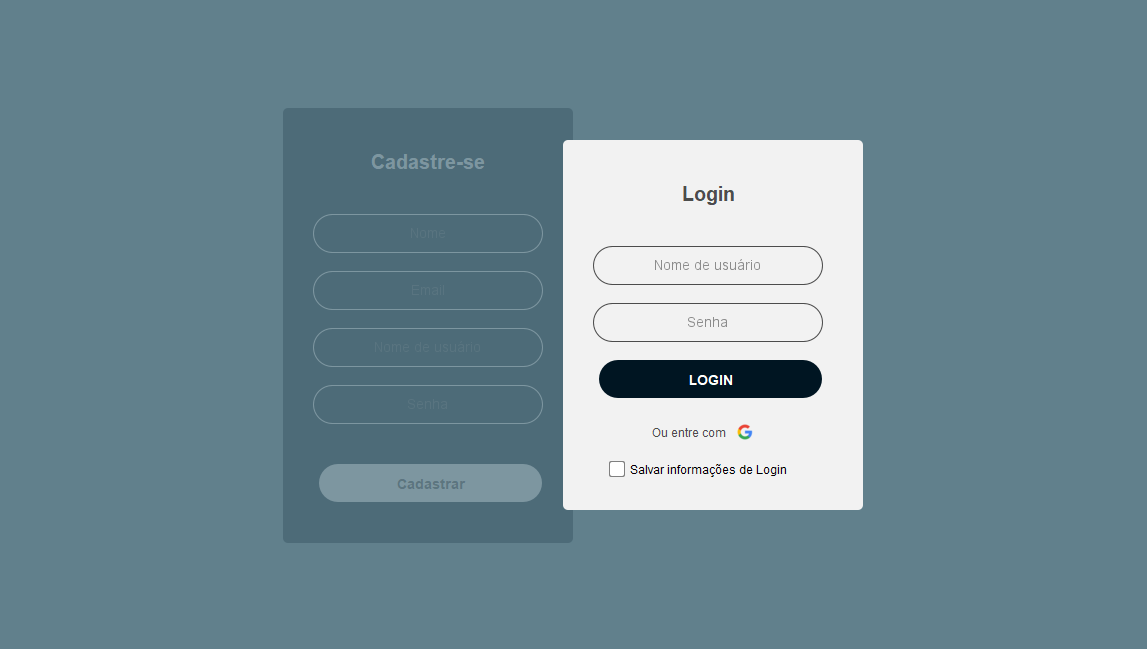 Cadastre-se
Nome
Email
Nome de usuário
Senha
Cadastrar
Login
Nome de usuário
Senha
LOGIN
Ou entre com
Salvar informações de Login